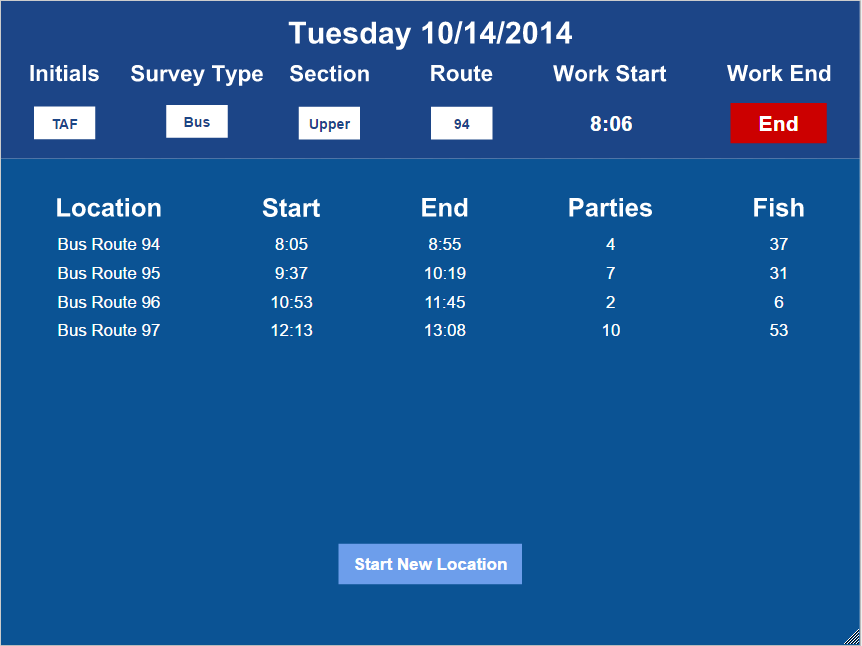 Tuesday 10/14/2014
Initials Survey Type Section Route Work Start Work End
TAF Bus Upper 94 8:06 End
Location Start End Parties Fish
Bus Route 94 8:05 8:55 4 37
Bus Route 95 9:37 10:19 7 31
Bus Route 96 10:53 11:45 2 6
Bus Route 97 12:13 13:08 10 53
Start New Location